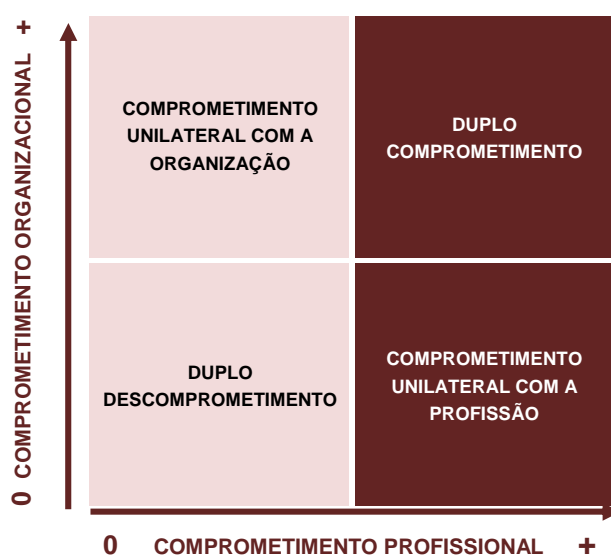 0 COMPROMETIMENTO ORGANIZACIONAL +
COMPROMETIMENTO
UNILATERAL COM A
ORGANIZAÇÃO
DUPLO
COMPROMETIMENTO
DUPLO
DESCOMPROMETIMENTO
COMPROMETIMENTO
UNILATERAL COM A
PROFISSÃO
0 COMPROMETIMENTO PROFISSIONAL +